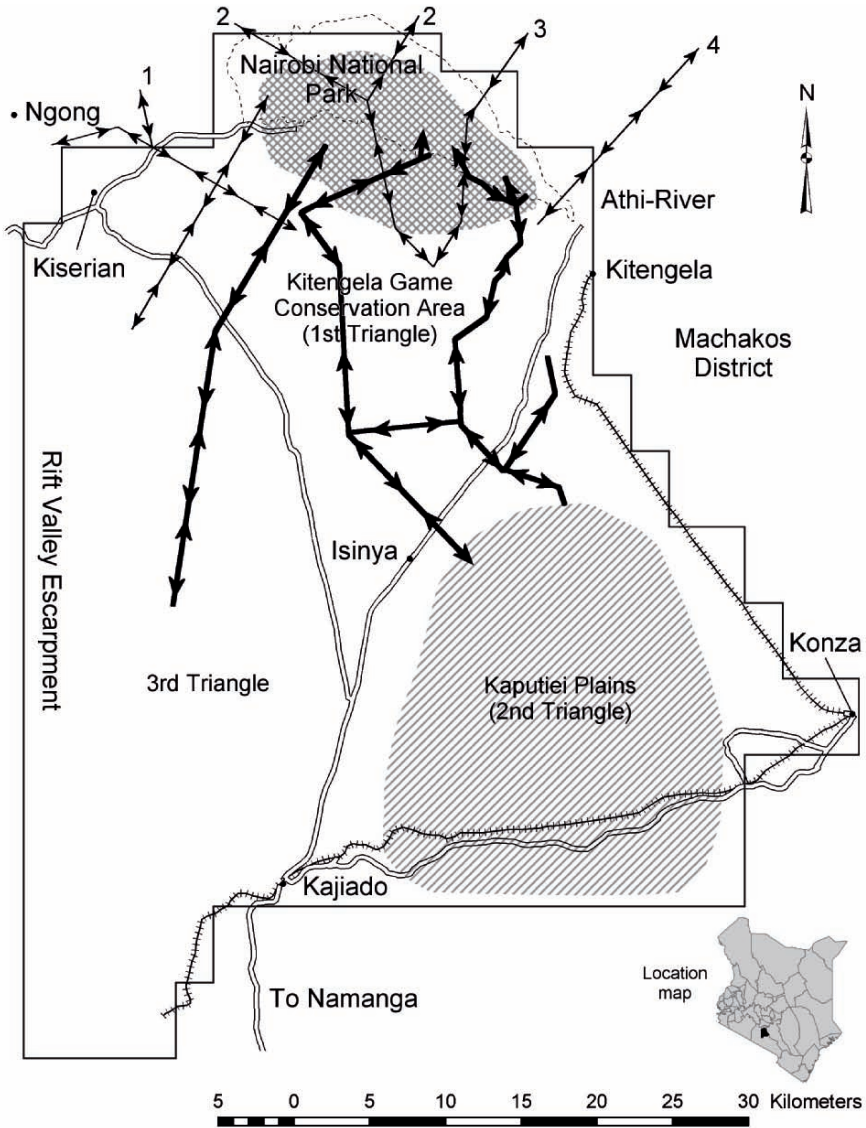 2
2
3
4
1
Nairobi National
Park
Ngong
N
Athi-River
Kiserian
Kitengela
Kitengela Game
Conservation Area
(1st Triangle)
Machakos
District
Rift Valley Escarpment
Isinya
Konza
3rd Triangle
Kaputiei Plains
(2nd Triangle)
Kajiado
Location
map
To Namanga
5 0 5 10 15 20 25 30 Kilometers